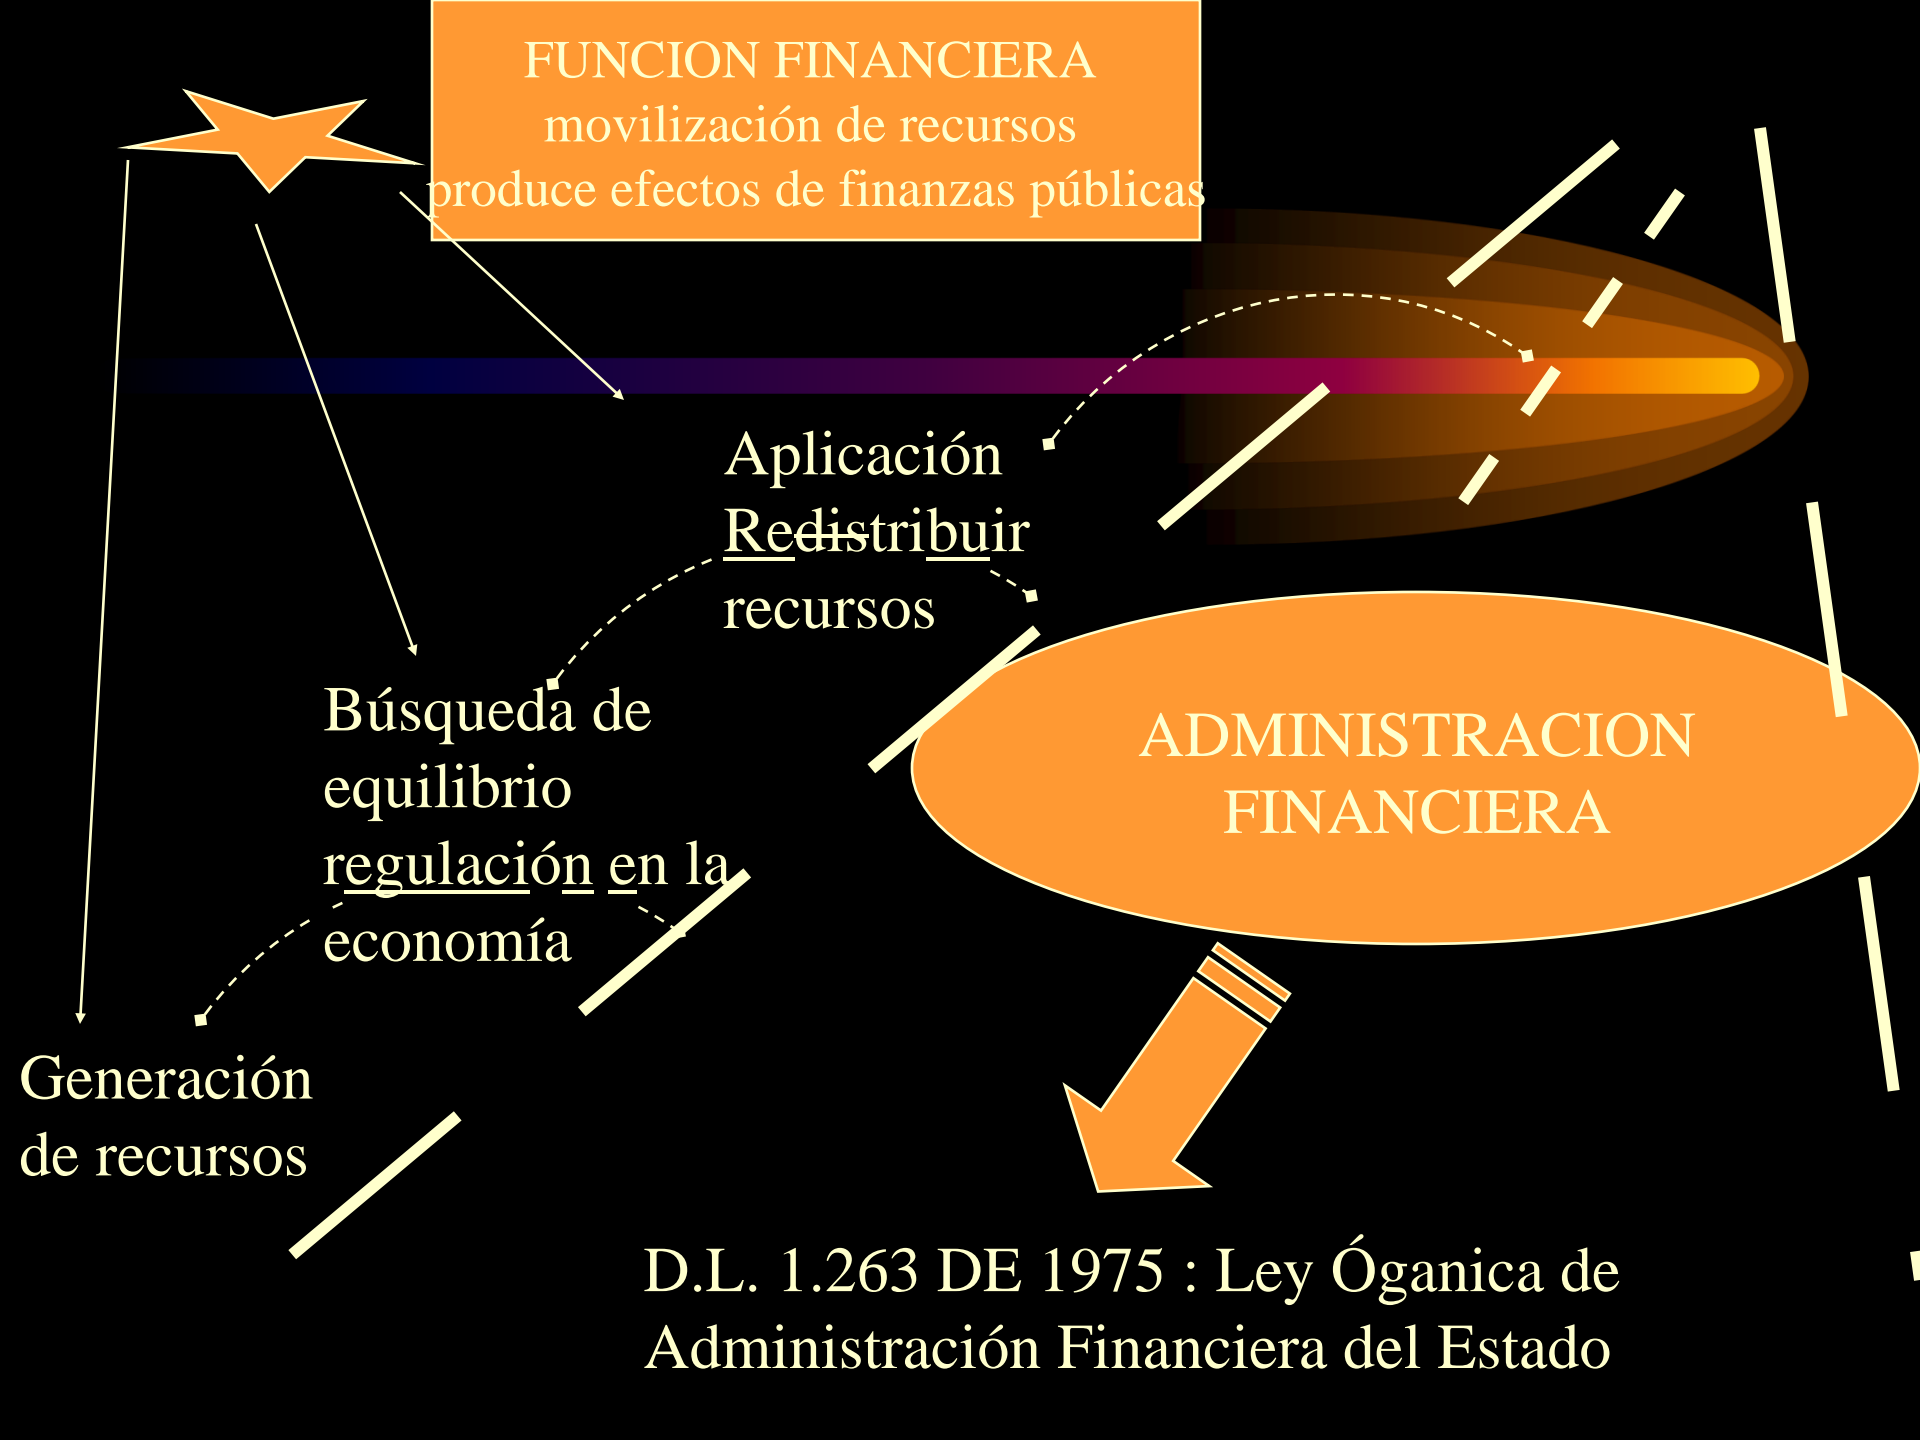 FUNCION FINANCIERA
movilización de recursos
produce efectos de finanzas públicas
Aplicación
Redistribuir
recursos
Búsqueda de
equilibrio
regulación en la
economía
ADMINISTRACION
FINANCIERA
Generación
de recursos
D.L. 1.263 DE 1975 : Ley Óganica de
Administración Financiera del Estado